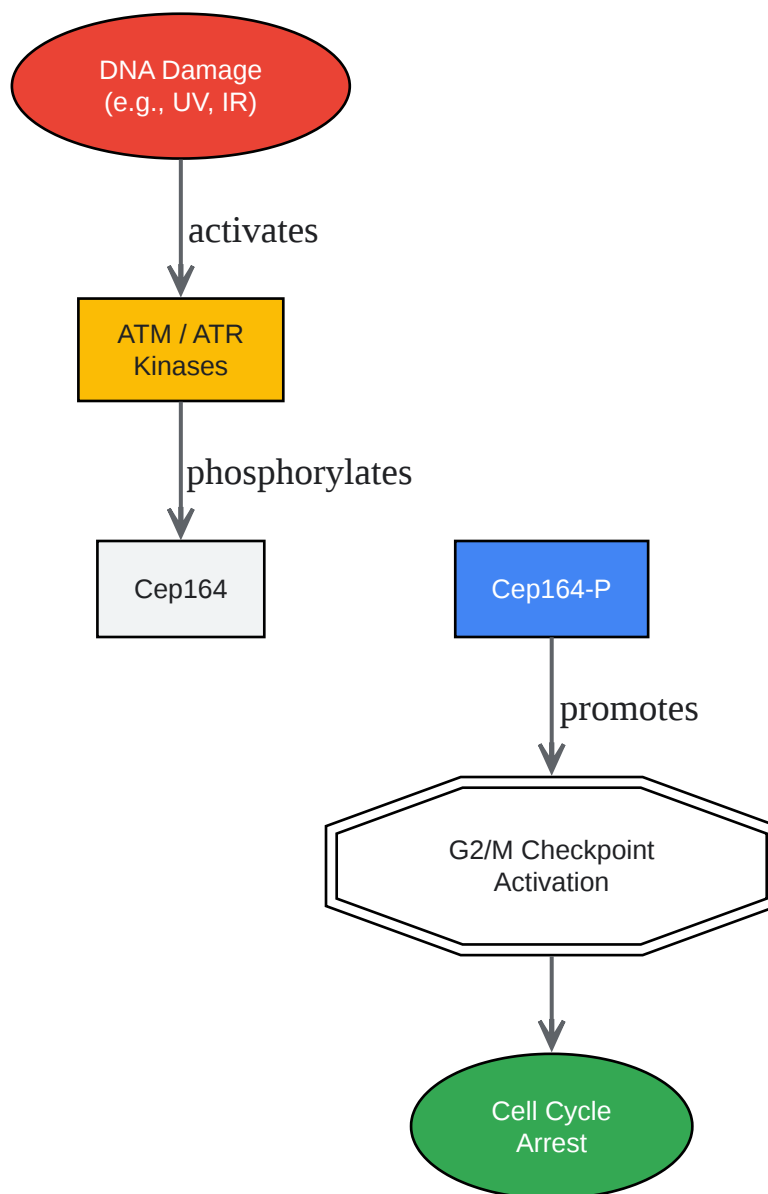 DNA Damage
(e.g., UV, IR)
activates
ATM / ATR
Kinases
phosphorylates
Cep164
Cep164-P
promotes
G2/M Checkpoint
Activation
Cell Cycle
Arrest